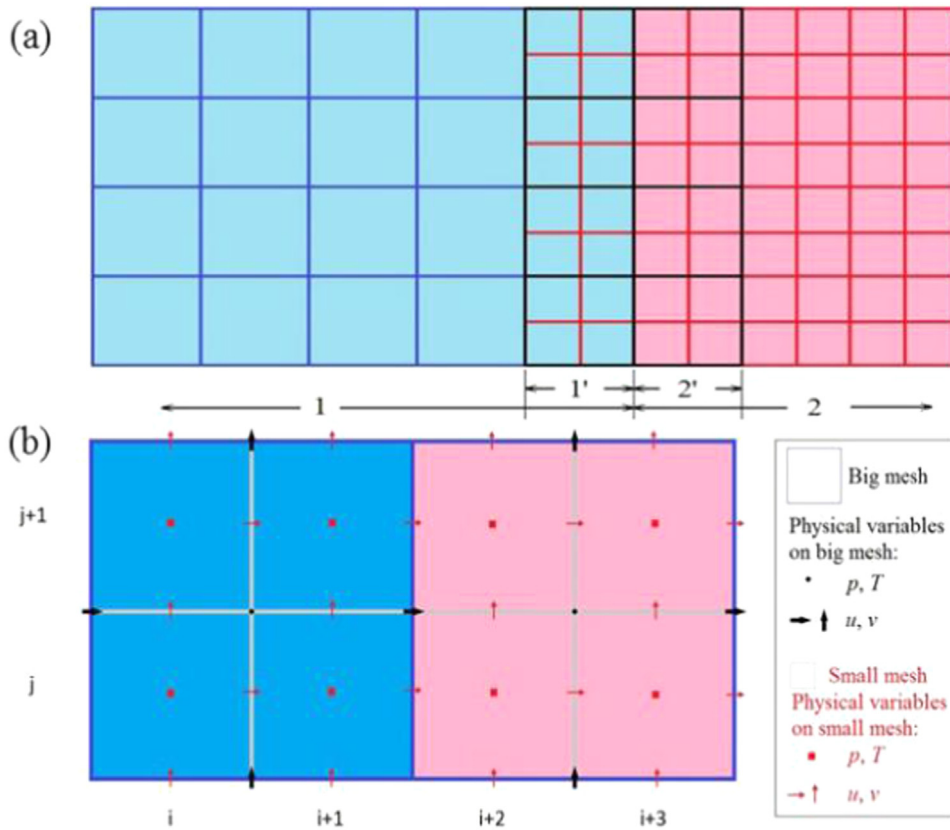 (a)
1' 2'
1 2
(b)
j+1
j
i i+1 i+2 i+3
Big mesh
Physical variables
on big mesh:
p, T
u, v
Small mesh
Physical variables
on small mesh:
p, T
u, v